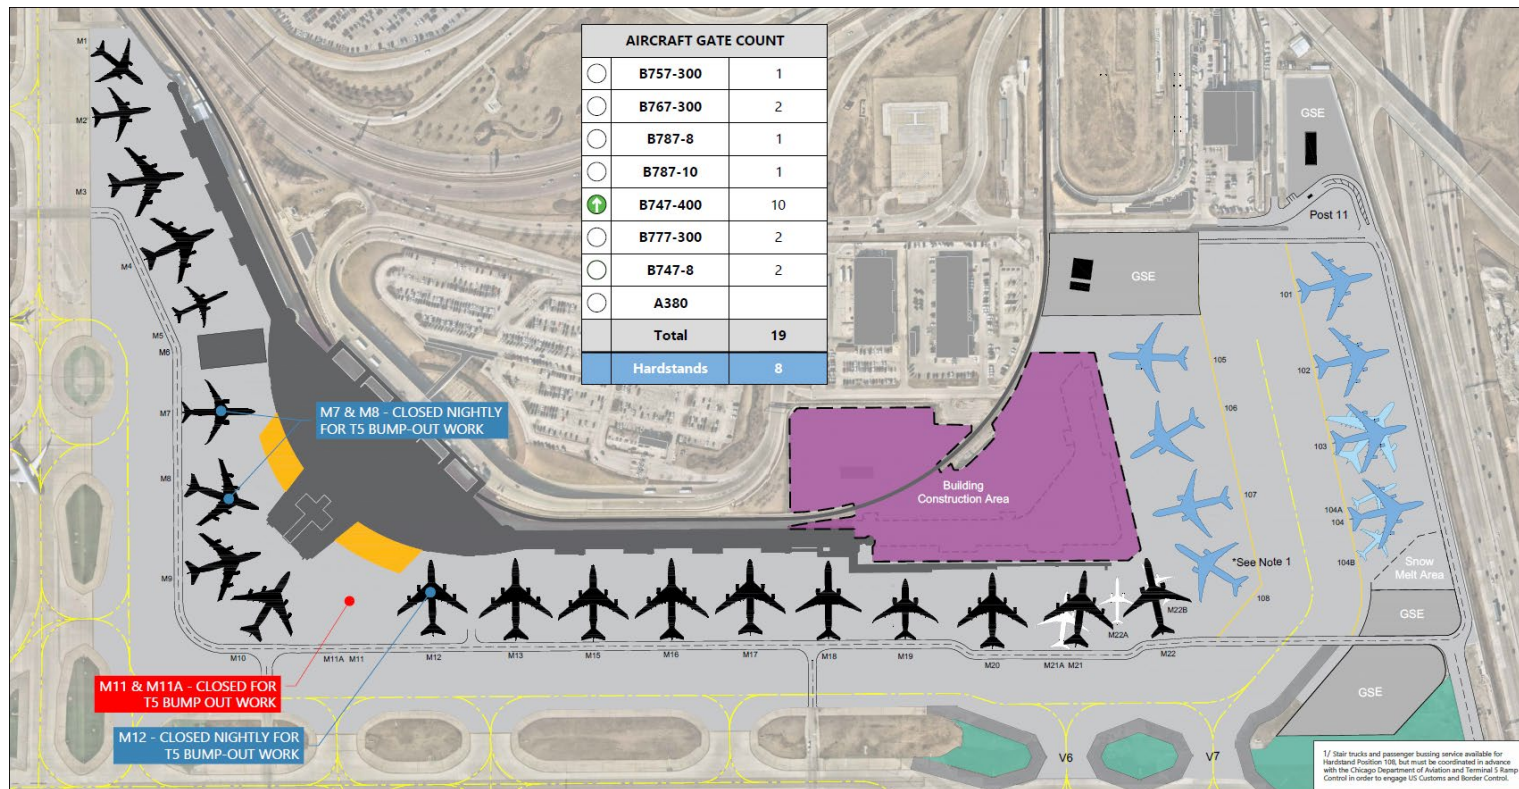 AIRCRAFT GATE COUNT
B757-300 1
B767-300 2
B787-8 1
B787-10 1
B747-400 10
B777-300 2
B747-8 2
A380
Total 19
Hardstands 8
M1
M2
M3
M4
M5
M6
M7
M8
M9
M10
M11A M11
M12
M13
M15
M16
M17
M18
M19
M20
M21A M21
M22A
M22B
M22
M7 & M8 - CLOSED NIGHTLY
FOR T5 BUMP-OUT WORK
M11 & M11A - CLOSED FOR
T5 BUMP OUT WORK
M12 - CLOSED NIGHTLY FOR
T5 BUMP-OUT WORK
Building
Construction Area
GSE
Post 11
GSE
101
102
103
104A
104
104B
105
106
107
*See Note 1
108
Snow
Melt Area
GSE
GSE
V6
V7
1/ Stair trucks and passenger bussing service available for
Hardstand Position 108, but must be coordinated in advance
with the Chicago Department of Aviation and Terminal 5 Ramp
Control in order to engage US Customs and Border Control.